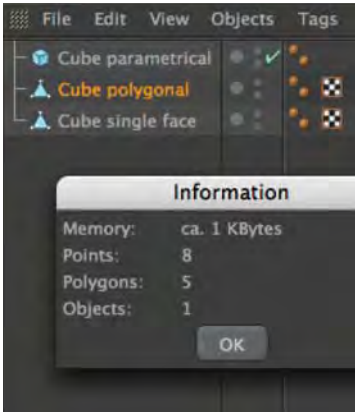 File Edit View Objects Tags
Cube parametrical
Cube polygonal
Cube single face
Information
Memory: ca. 1 KBytes
Points: 8
Polygons: 5
Objects: 1
OK